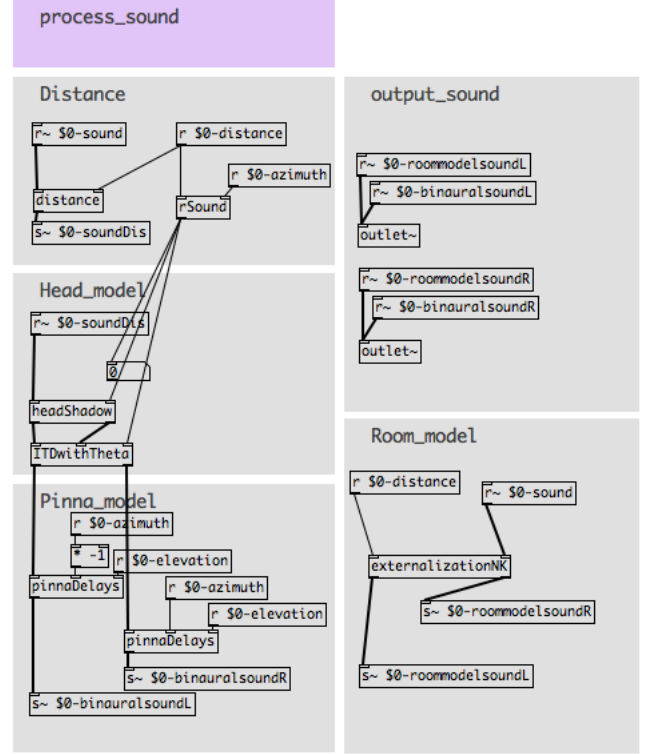 process_sound
Distance
r~ $0-sound
r $0-distance
r $0-azimuth
distance
rSound
s~ $0-soundDis
Head_model
r~ $0-soundDis
0
headShadow
ITDwithTheta
Pinna_model
r $0-azimuth
* -1
r $0-elevation
pinnaDelays
r $0-azimuth
r $0-elevation
pinnaDelays
s~ $0-binauralsoundR
s~ $0-binauralsoundL
output_sound
r~ $0-roommodelsoundL
r~ $0-binauralsoundL
outlet~
r~ $0-roommodelsoundR
r~ $0-binauralsoundR
outlet~
Room_model
r $0-distance
r~ $0-sound
externalizationNK
s~ $0-roommodelsoundR
s~ $0-roommodelsoundL